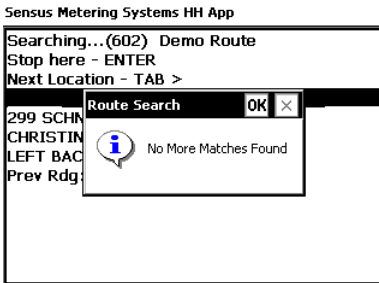 Sensus Metering Systems HH App
Searching...(602) Demo Route
Stop here - ENTER
Next Location - TAB >
Route Search OK
299 SCHN
CHRISTIN
No More Matches Found
LEFT BAC
Prev Rdg: